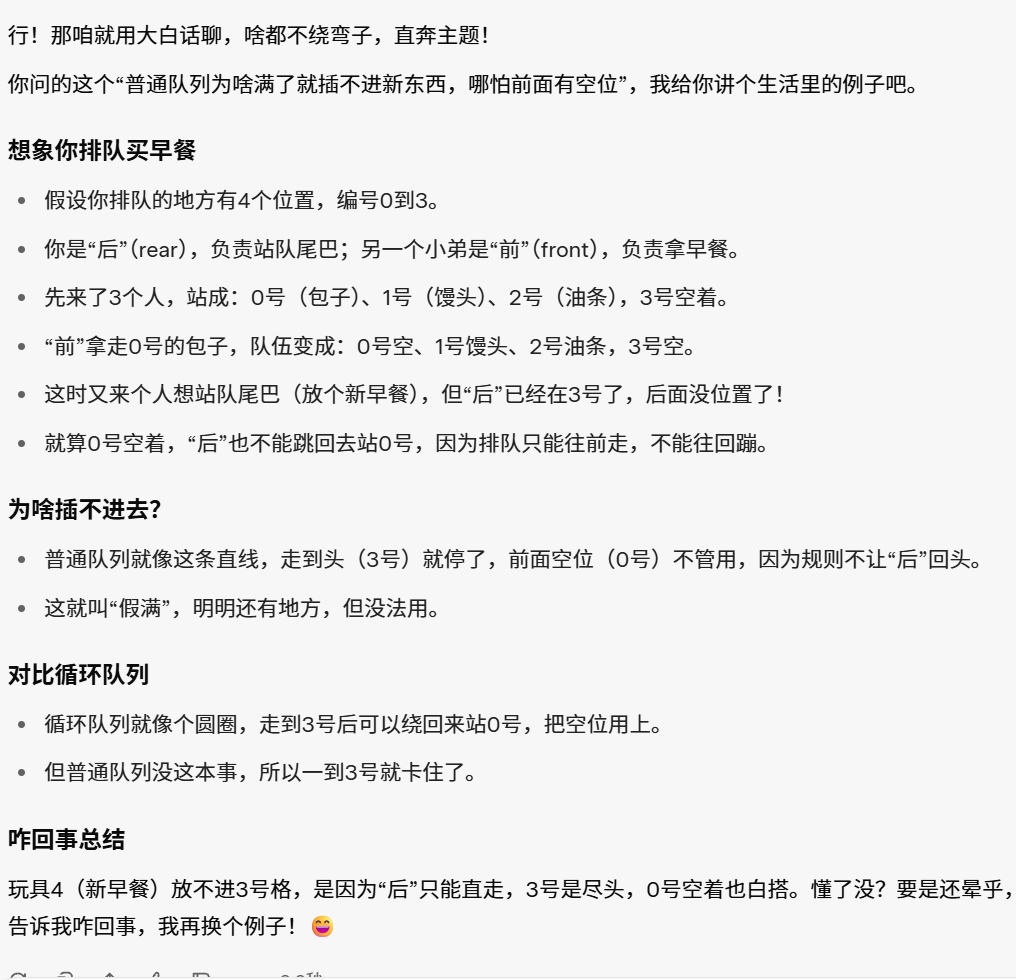 行！那咱就用大白话聊，啥都不绕弯子，直奔主题！
你问的这个“普通队列为啥满了就插不进新东西，哪怕前面有空位”，我给你讲个生活里的例子吧。
想象你排队买早餐
假设你排队的地方有4个位置，编号0到3。
你是“后”（rear），负责站队尾巴；另一个小弟是“前”（front），负责拿早餐。
先来了3个人，站成：0号（包子）、1号（馒头）、2号（油条），3号空着。
“前”拿走0号的包子，队伍变成：0号空、1号馒头、2号油条，3号空。
这时又来个人想站队尾巴（放个新早餐），但“后”已经在3号了，后面没位置了！
就算0号空着，“后”也不能跳回去站0号，因为排队只能往前走，不能往回蹦。
为啥插不进去？
普通队列就像这条直线，走到头（3号）就停了，前面空位（0号）不管用，因为规则不让“后”回头。
这就叫“假满”，明明还有地方，但没法用。
对比循环队列
循环队列就像个圆圈，走到3号后可以绕回来站0号，把空位用上。
但普通队列没这本事，所以一到3号就卡住了。
咋回事总结
玩具4（新早餐）放不进3号格，是因为“后”只能直走，3号是尽头，0号空着也白搭。懂了没？要是还晕乎，
告诉我咋回事，我再换个例子！😄